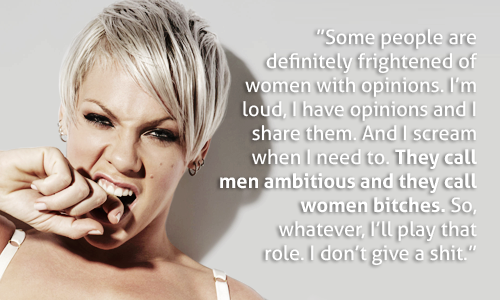 "Some people are
definitely frightened of
women with opinions. I'm
loud, I have opinions and I
share them. And I scream
when I need to. They call
men ambitious and they call
women bitches. So,
whatever, I'll play that
role. I don't give a shit."